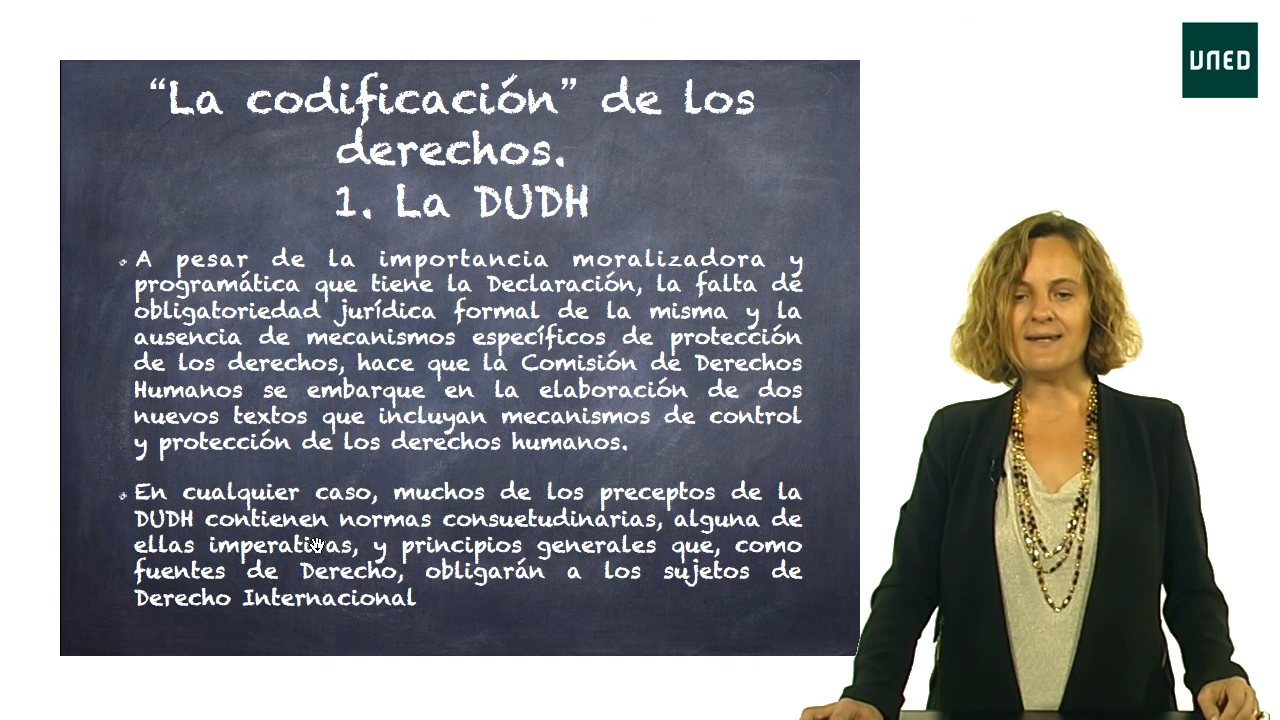 UNED
“La codificación” de los
derechos.
1. La DUDH
A pesar de la importancia moralizadora y
programática que tiene la Declaración, la falta de
obligatoriedad jurídica formal de la misma y la
ausencia de mecanismos específicos de protección
de los derechos, hace que la Comisión de Derechos
Humanos se embarque en la elaboración de dos
nuevos textos que incluyan mecanismos de control
y protección de los derechos humanos.
En cualquier caso, muchos de los preceptos de la
DUDH contienen normas consuetudinarias, alguna de
ellas imperativas, y principios generales que, como
fuentes de Derecho, obligarán a los sujetos de
Derecho Internacional